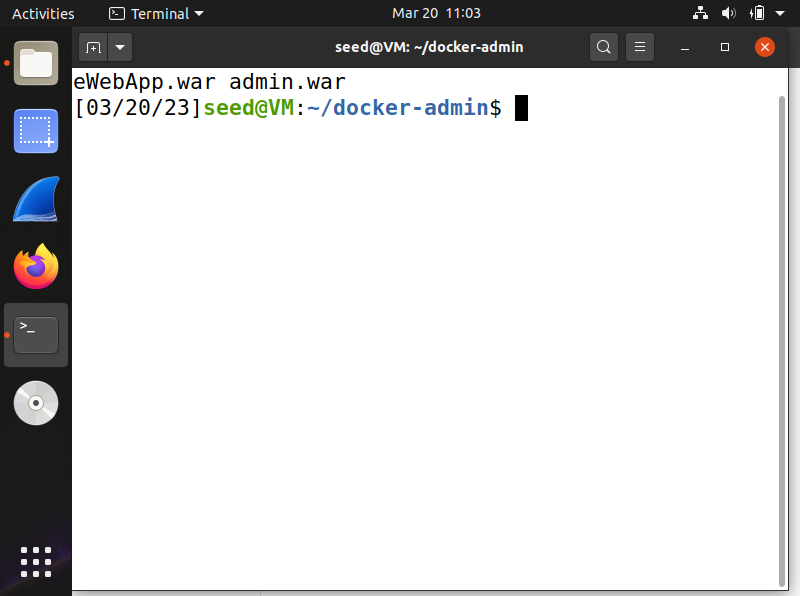 Activities Terminal Mar 20 11:03
seed@VM: ~/docker-admin
eWebApp.war admin.war
[03/20/23]seed@VM:~/docker-admin$
>_